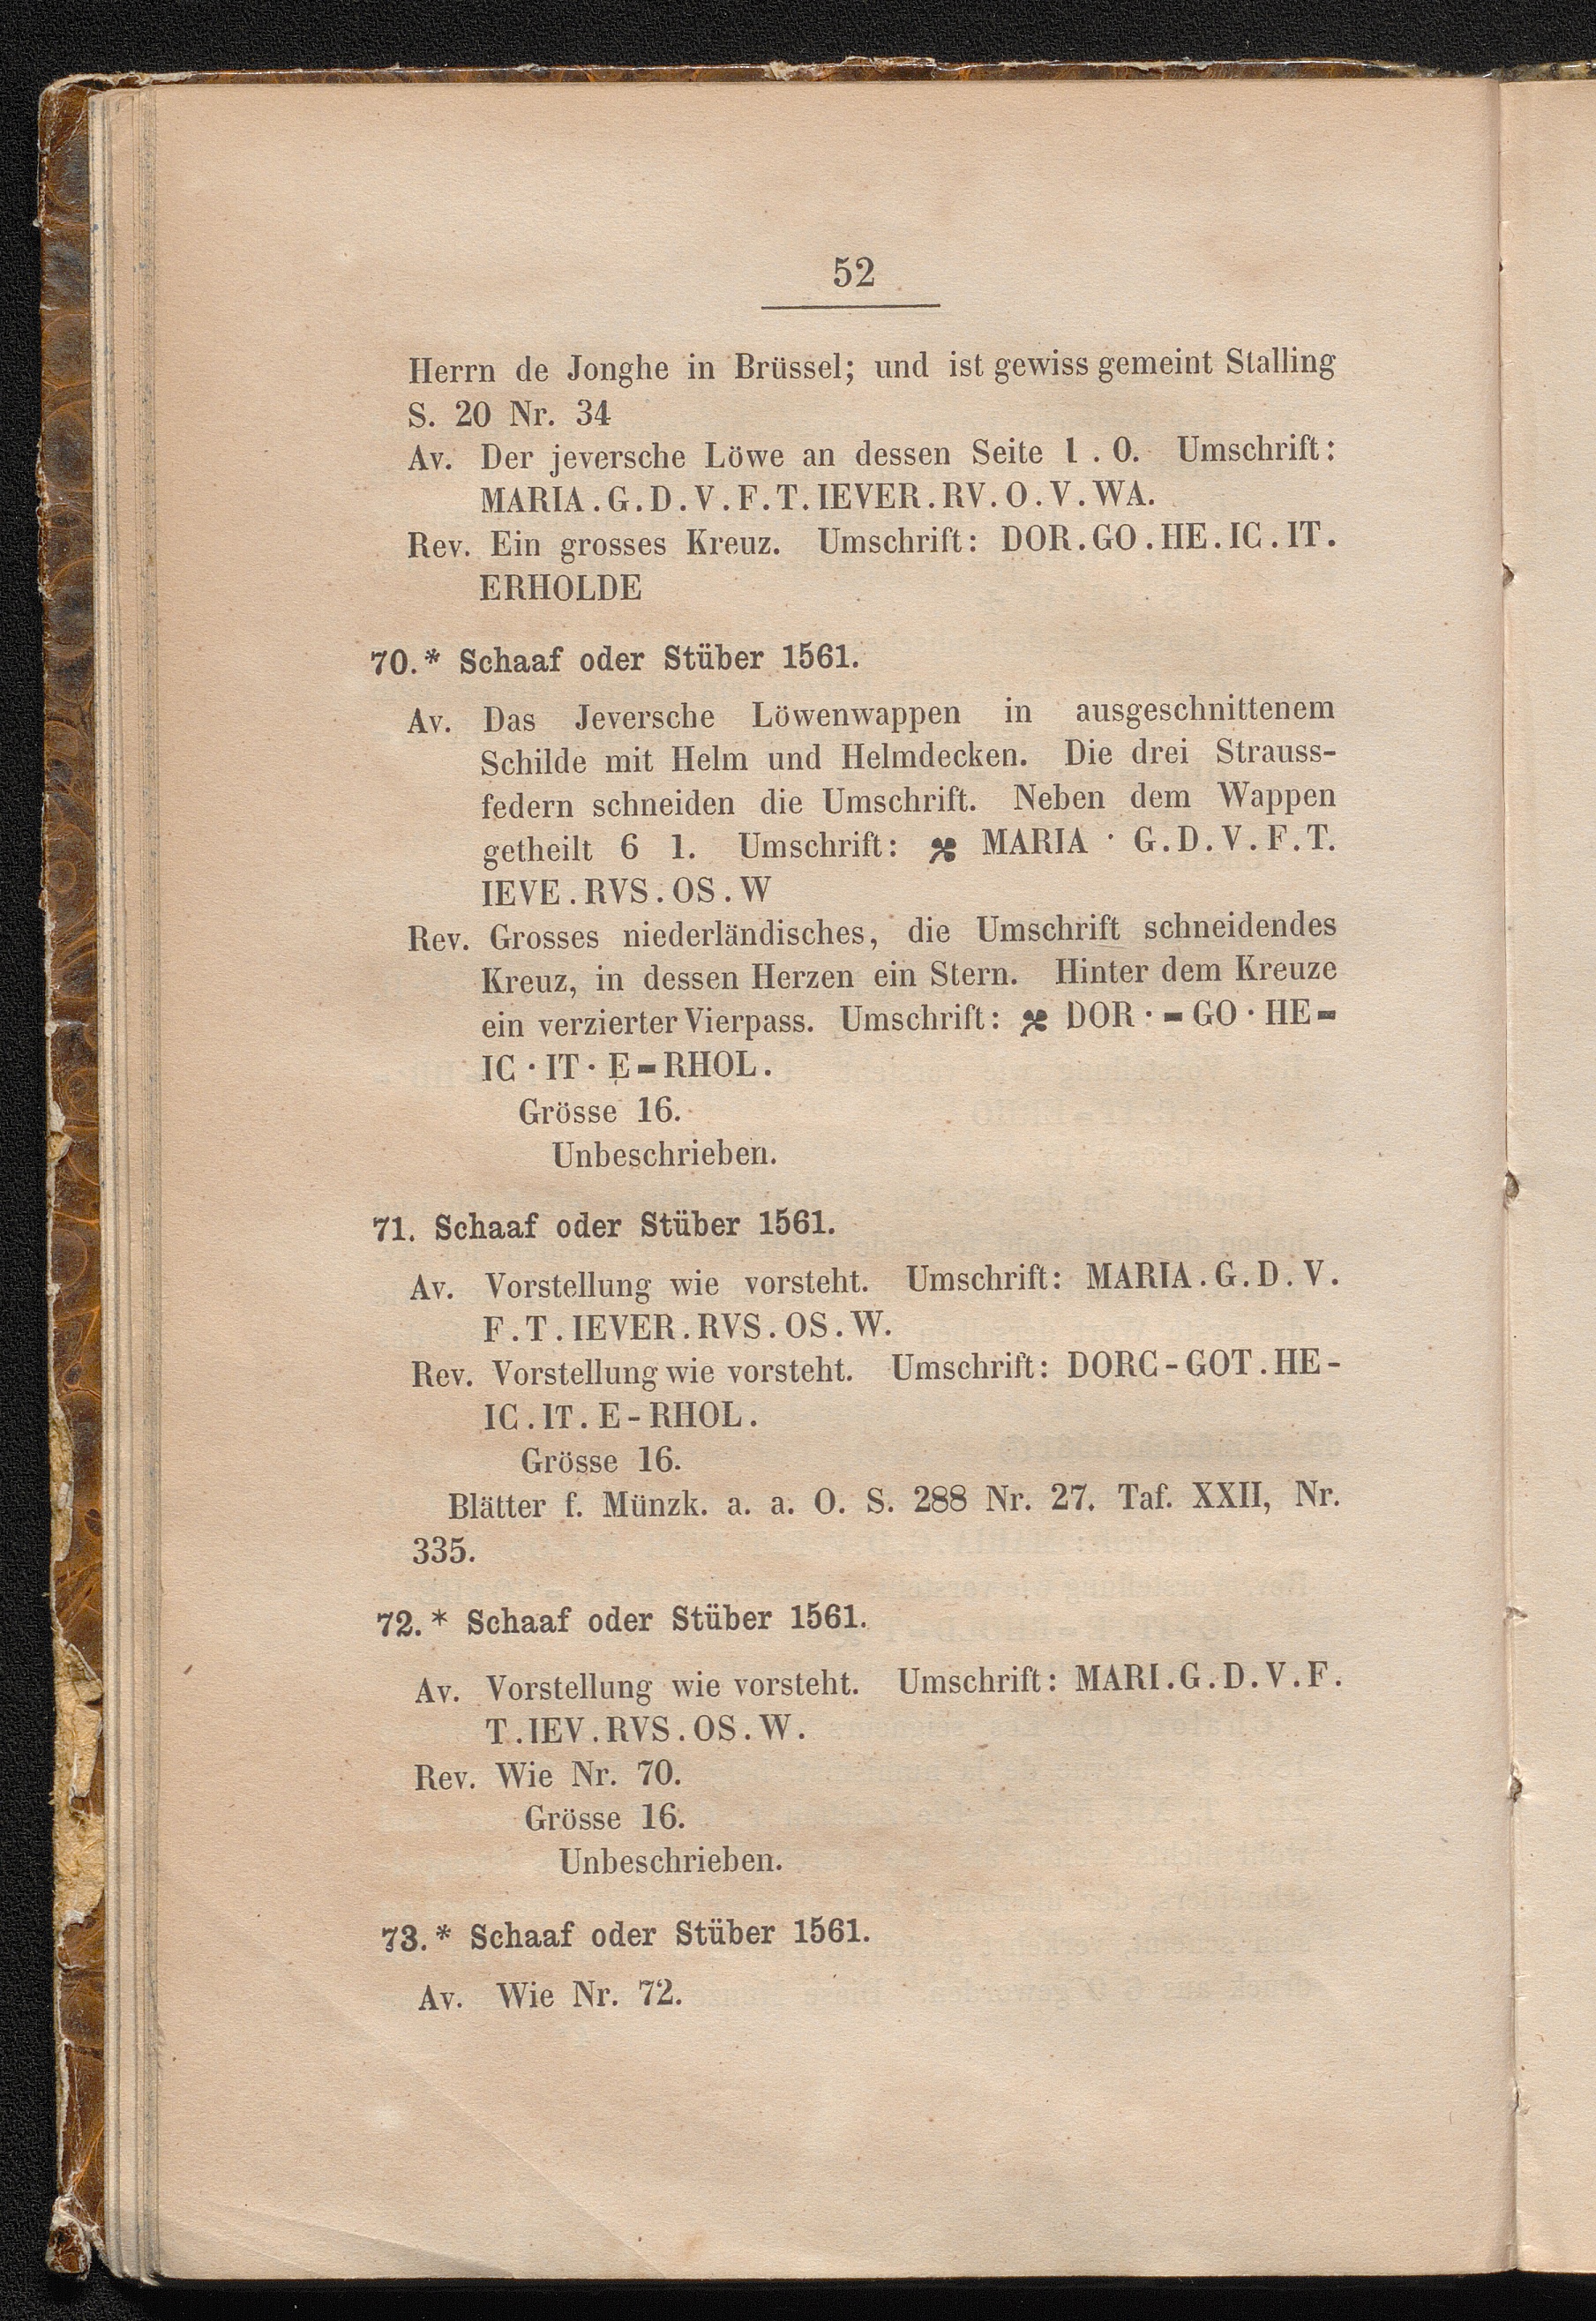 52
Herrn de Jonghe in Brüssel; und ist gewiss gemeint Stalling
S. 20 Nr. 34
Av. Der jeversche Löwe an dessen Seite 1 . 0. Umschrift:
MARIA.G.D.V.F.T.IEVER.RV.O.V.WA.
Rev. Ein grosses Kreuz. Umschrift: DOR.GO.HE.IC.IT.
ERHOLDE
70.* Schaaf oder Stüber 1561.
Av. Das Jeversche Löwenwappen in ausgeschnittenem
Schilde mit Helm und Helmdecken. Die drei Strauss-
federn schneiden die Umschrift. Neben dem Wappen
getheilt 6 1. Umschrift: ✤ MARIA · G.D.V.F.T.
IEVE.RVS.OS.W
Rev. Grosses niederländisches, die Umschrift schneidendes
Kreuz, in dessen Herzen ein Stern. Hinter dem Kreuze
ein verzierter Vierpass. Umschrift: ✤ DOR · - GO · HE -
IC · IT · E - RHOL.
Grösse 16.
Unbeschrieben.
71. Schaaf oder Stüber 1561.
Av. Vorstellung wie vorsteht. Umschrift: MARIA.G.D.V.
F.T.IEVER.RVS.OS.W.
Rev. Vorstellung wie vorsteht. Umschrift: DORC - GOT.HE -
IC.IT.E - RHOL.
Grösse 16.
Blätter f. Münzk. a. a. O. S. 288 Nr. 27. Taf. XXII, Nr.
335.
72.* Schaaf oder Stüber 1561.
Av. Vorstellung wie vorsteht. Umschrift: MARI.G.D.V.F.
T.IEV.RVS.OS.W.
Rev. Wie Nr. 70.
Grösse 16.
Unbeschrieben.
73.* Schaaf oder Stüber 1561.
Av. Wie Nr. 72.